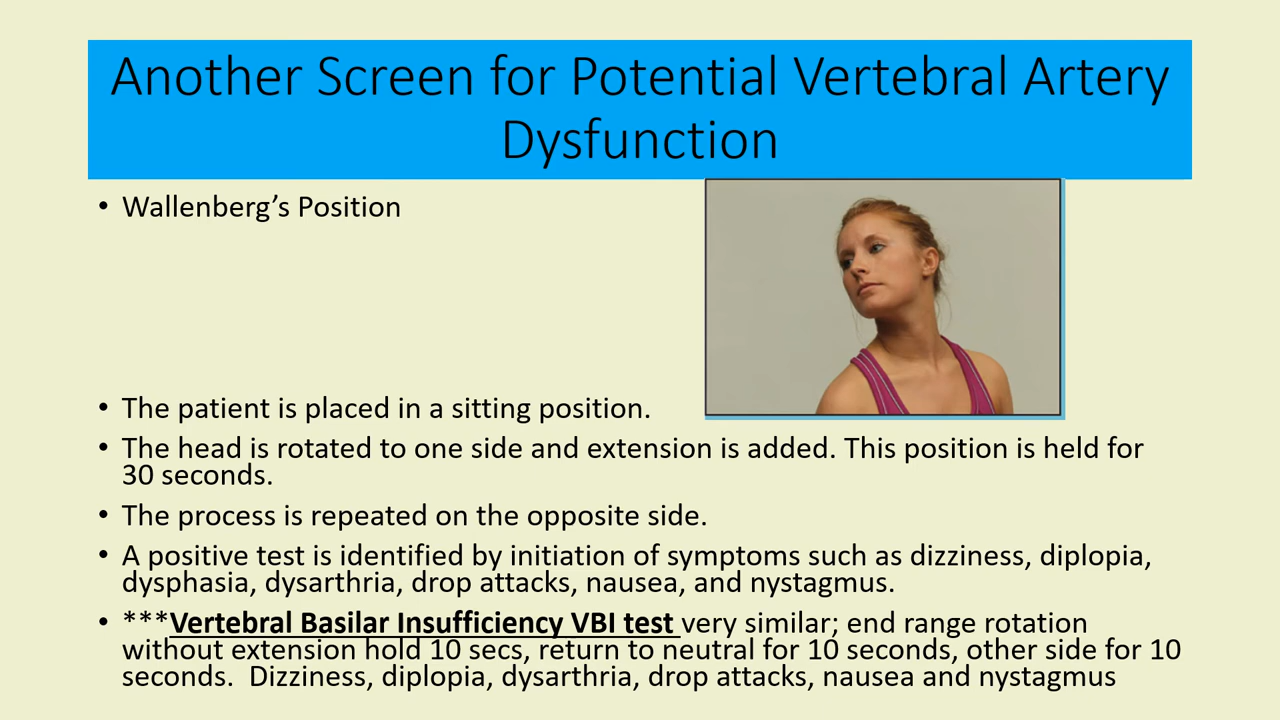 Another Screen for Potential Vertebral Artery
Dysfunction
• Wallenberg’s Position
• The patient is placed in a sitting position.
• The head is rotated to one side and extension is added. This position is held for
30 seconds.
• The process is repeated on the opposite side.
• A positive test is identified by initiation of symptoms such as dizziness, diplopia,
dysphasia, dysarthria, drop attacks, nausea, and nystagmus.
• ***Vertebral Basilar Insufficiency VBI test very similar; end range rotation
without extension hold 10 secs, return to neutral for 10 seconds, other side for 10
seconds.  Dizziness, diplopia, dysarthria, drop attacks, nausea and nystagmus